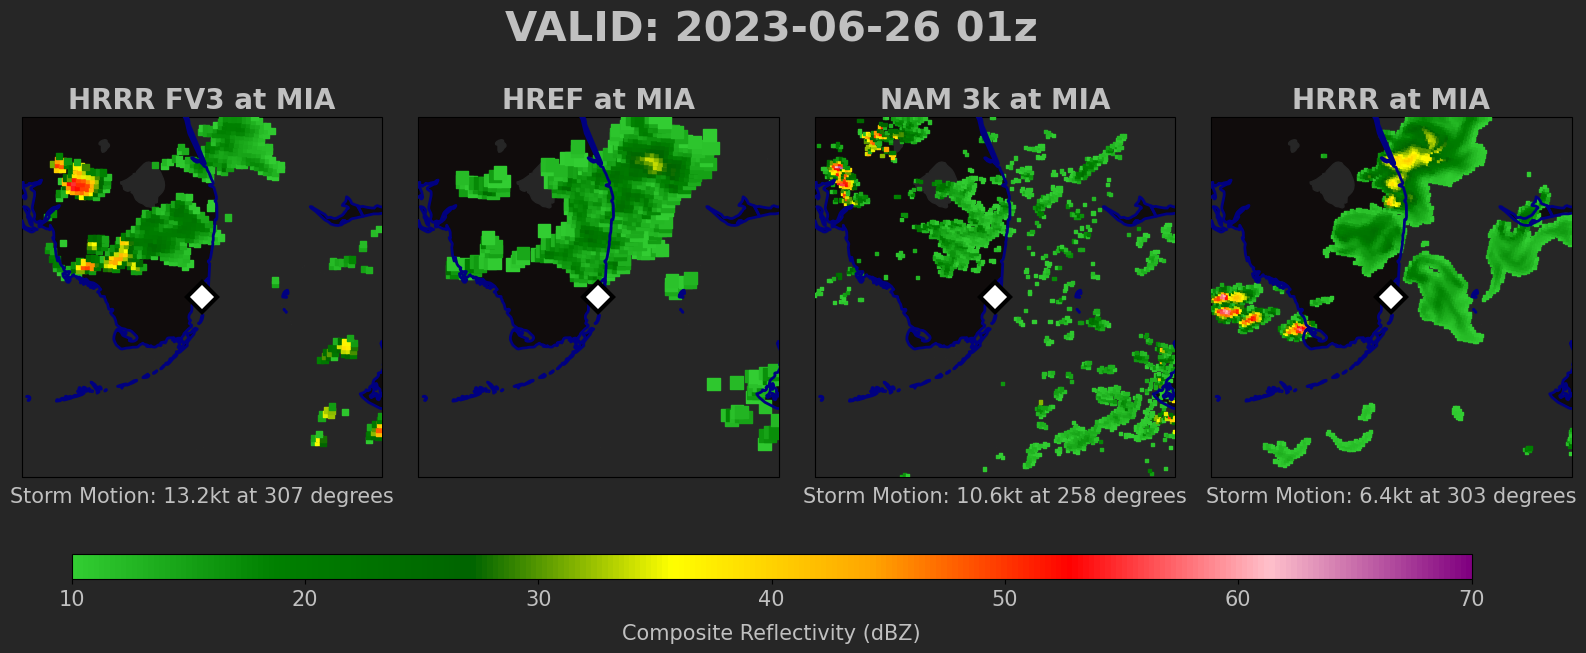 VALID: 2023-06-26 01z
HRRR FV3 at MIA
HREF at MIA
NAM 3k at MIA
HRRR at MIA
Storm Motion: 13.2kt at 307 degrees
Storm Motion: 10.6kt at 258 degrees
Storm Motion: 6.4kt at 303 degrees
10 20 30 40 50 60 70
Composite Reflectivity (dBZ)